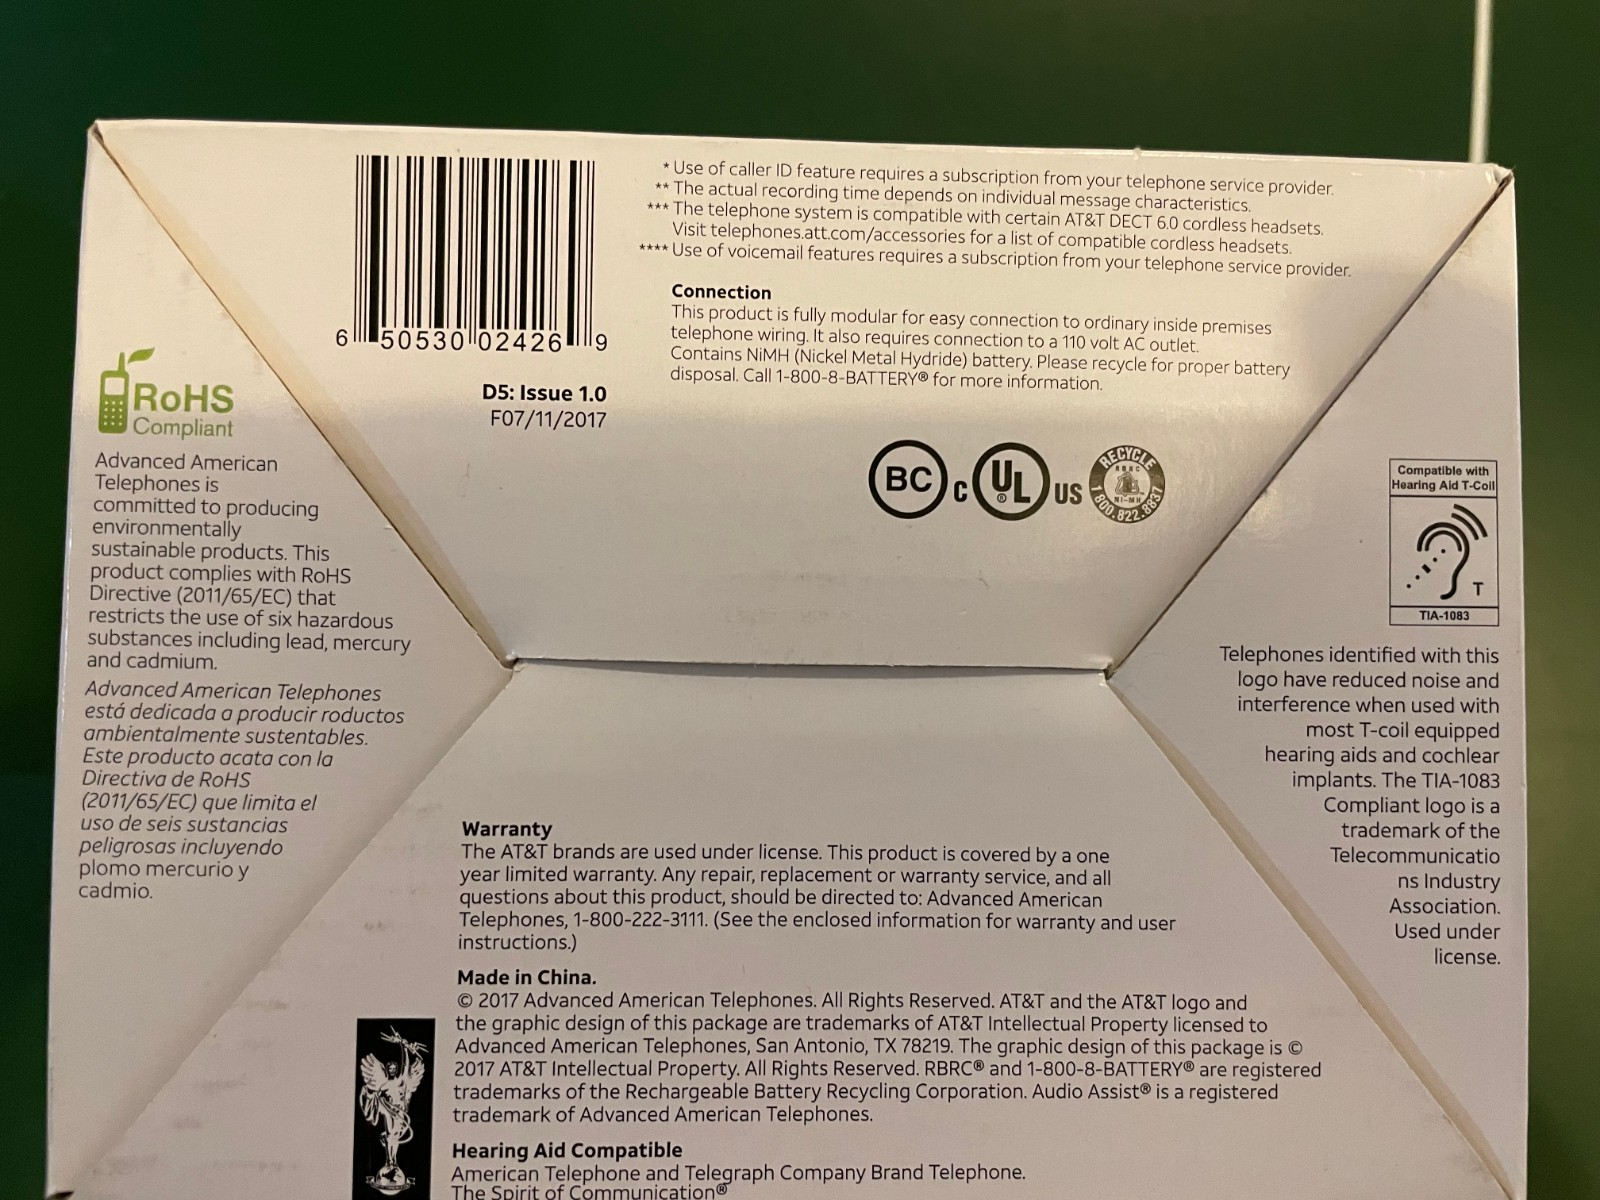 6 50530 02426 9
D5: Issue 1.0
F07/11/2017
* Use of caller ID feature requires a subscription from your telephone service provider.
** The actual recording time depends on individual message characteristics.
*** The telephone system is compatible with certain AT&T DECT 6.0 cordless headsets.
Visit telephones.att.com/accessories for a list of compatible cordless headsets.
**** Use of voicemail features requires a subscription from your telephone service provider.
Connection
This product is fully modular for easy connection to ordinary inside premises
telephone wiring. It also requires connection to a 110 volt AC outlet.
Contains NiMH (Nickel Metal Hydride) battery. Please recycle for proper battery
disposal. Call 1-800-8-BATTERY® for more information.
BC C UL ® US
RECYCLE
RBRC
NI-MH
1.800.822.8837
RoHS
Compliant
Advanced American
Telephones is
committed to producing
environmentally
sustainable products. This
product complies with RoHS
Directive (2011/65/EC) that
restricts the use of six hazardous
substances including lead, mercury
and cadmium.
Advanced American Telephones
está dedicada a producir roductos
ambientalmente sustentables.
Este producto acata con la
Directiva de RoHS
(2011/65/EC) que limita el
uso de seis sustancias
peligrosas incluyendo
plomo mercurio y
cadmio.
Compatible with
Hearing Aid T-Coil
T
TIA-1083
Telephones identified with this
logo have reduced noise and
interference when used with
most T-coil equipped
hearing aids and cochlear
implants. The TIA-1083
Compliant logo is a
trademark of the
Telecommunicatio
ns Industry
Association.
Used under
license.
Warranty
The AT&T brands are used under license. This product is covered by a one
year limited warranty. Any repair, replacement or warranty service, and all
questions about this product, should be directed to: Advanced American
Telephones, 1-800-222-3111. (See the enclosed information for warranty and user
instructions.)
Made in China.
© 2017 Advanced American Telephones. All Rights Reserved. AT&T and the AT&T logo and
the graphic design of this package are trademarks of AT&T Intellectual Property licensed to
Advanced American Telephones, San Antonio, TX 78219. The graphic design of this package is ©
2017 AT&T Intellectual Property. All Rights Reserved. RBRC® and 1-800-8-BATTERY® are registered
trademarks of the Rechargeable Battery Recycling Corporation. Audio Assist® is a registered
trademark of Advanced American Telephones.
Hearing Aid Compatible
American Telephone and Telegraph Company Brand Telephone.
The Spirit of Communication®